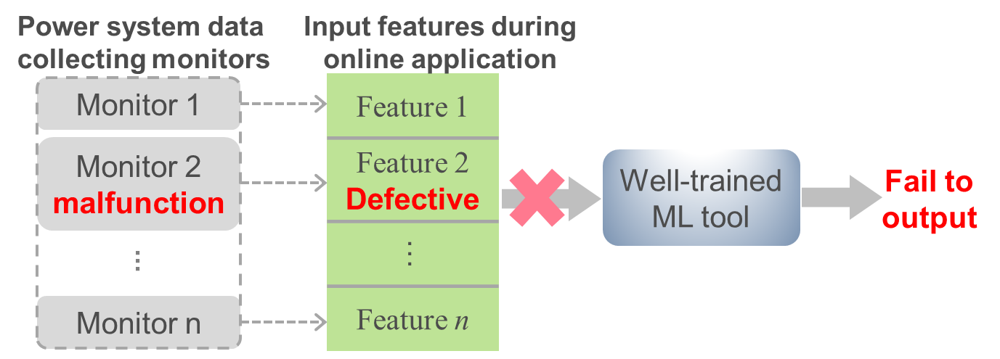 Power system data
collecting monitors
Input features during
online application
Monitor 1
Monitor 2
malfunction
⋮
Monitor n
Feature 1
Feature 2
Defective
⋮
Feature n
Well-trained
ML tool
Fail to
output